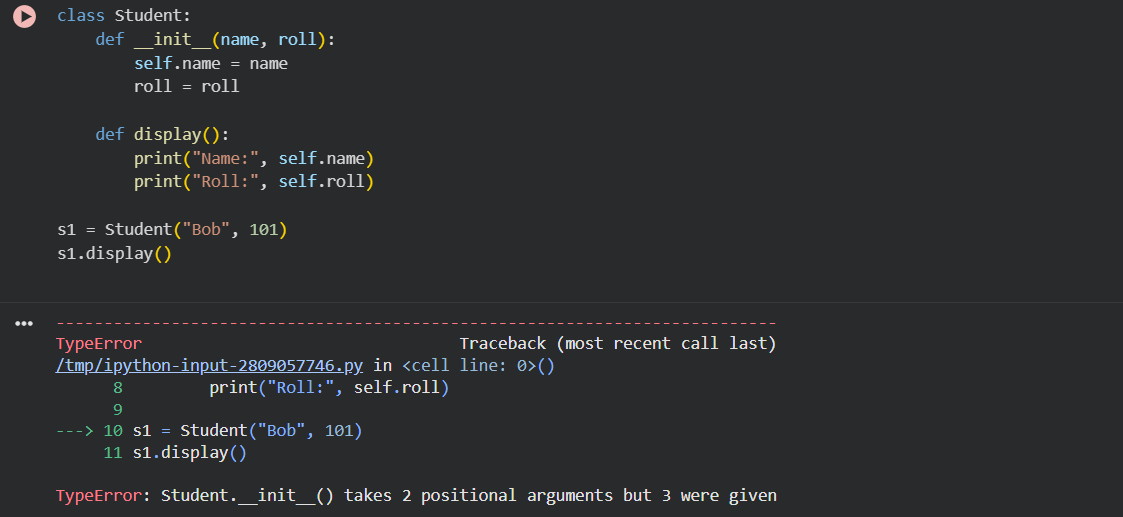 class Student:
    def __init__(name, roll):
        self.name = name
        roll = roll

    def display():
        print("Name:", self.name)
        print("Roll:", self.roll)

s1 = Student("Bob", 101)
s1.display()

---------------------------------------------------------------------------
TypeError                                 Traceback (most recent call last)
/tmp/ipython-input-2809057746.py in <cell line: 0>()
      8         print("Roll:", self.roll)
      9 
---> 10 s1 = Student("Bob", 101)
     11 s1.display()

TypeError: Student.__init__() takes 2 positional arguments but 3 were given